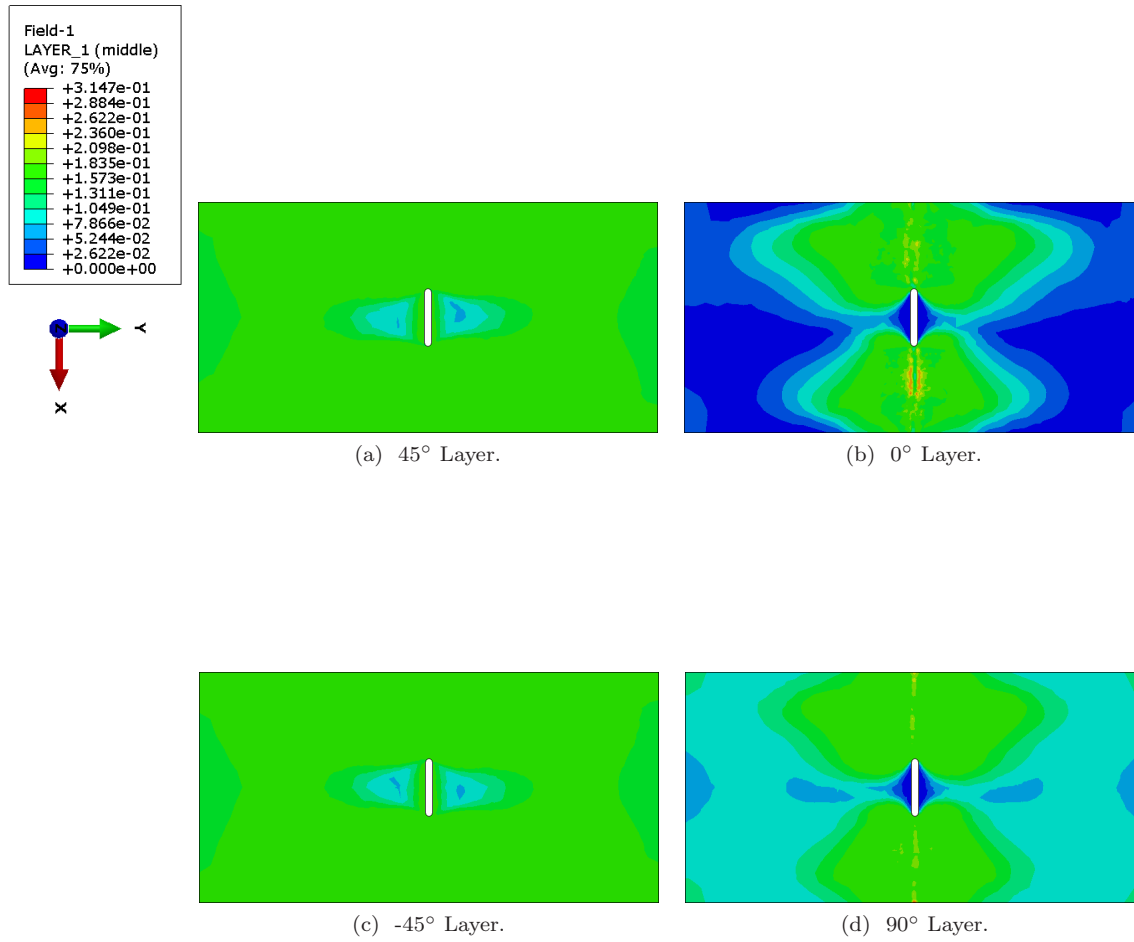 Field-1
LAYER_1 (middle)
(Avg: 75%)
+3.147e-01
+2.884e-01
+2.622e-01
+2.360e-01
+2.098e-01
+1.835e-01
+1.573e-01
+1.311e-01
+1.049e-01
+7.866e-02
+5.244e-02
+2.622e-02
+0.000e+00
Z
Y
X
(a) 45° Layer.
(b) 0° Layer.
(c) -45° Layer.
(d) 90° Layer.